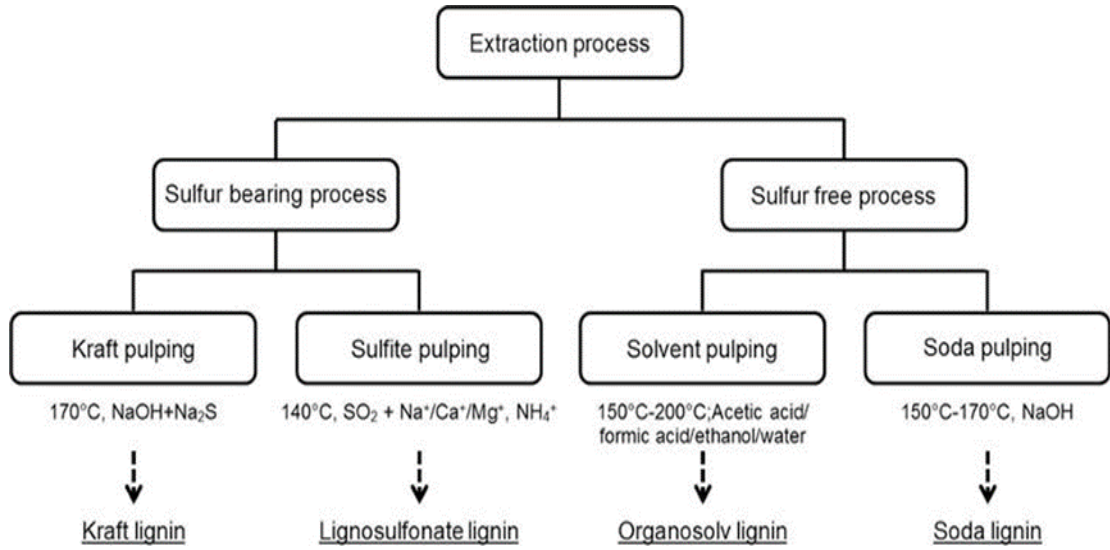 Extraction process
Sulfur bearing process
Sulfur free process
Kraft pulping
Sulfite pulping
Solvent pulping
Soda pulping
170°C, NaOH+Na₂S
140°C, SO₂ + Na⁺/Ca⁺/Mg⁺, NH₄⁺
150°C-200°C;Acetic acid/
formic acid/ethanol/water
150°C-170°C, NaOH
Kraft lignin
Lignosulfonate lignin
Organosolv lignin
Soda lignin